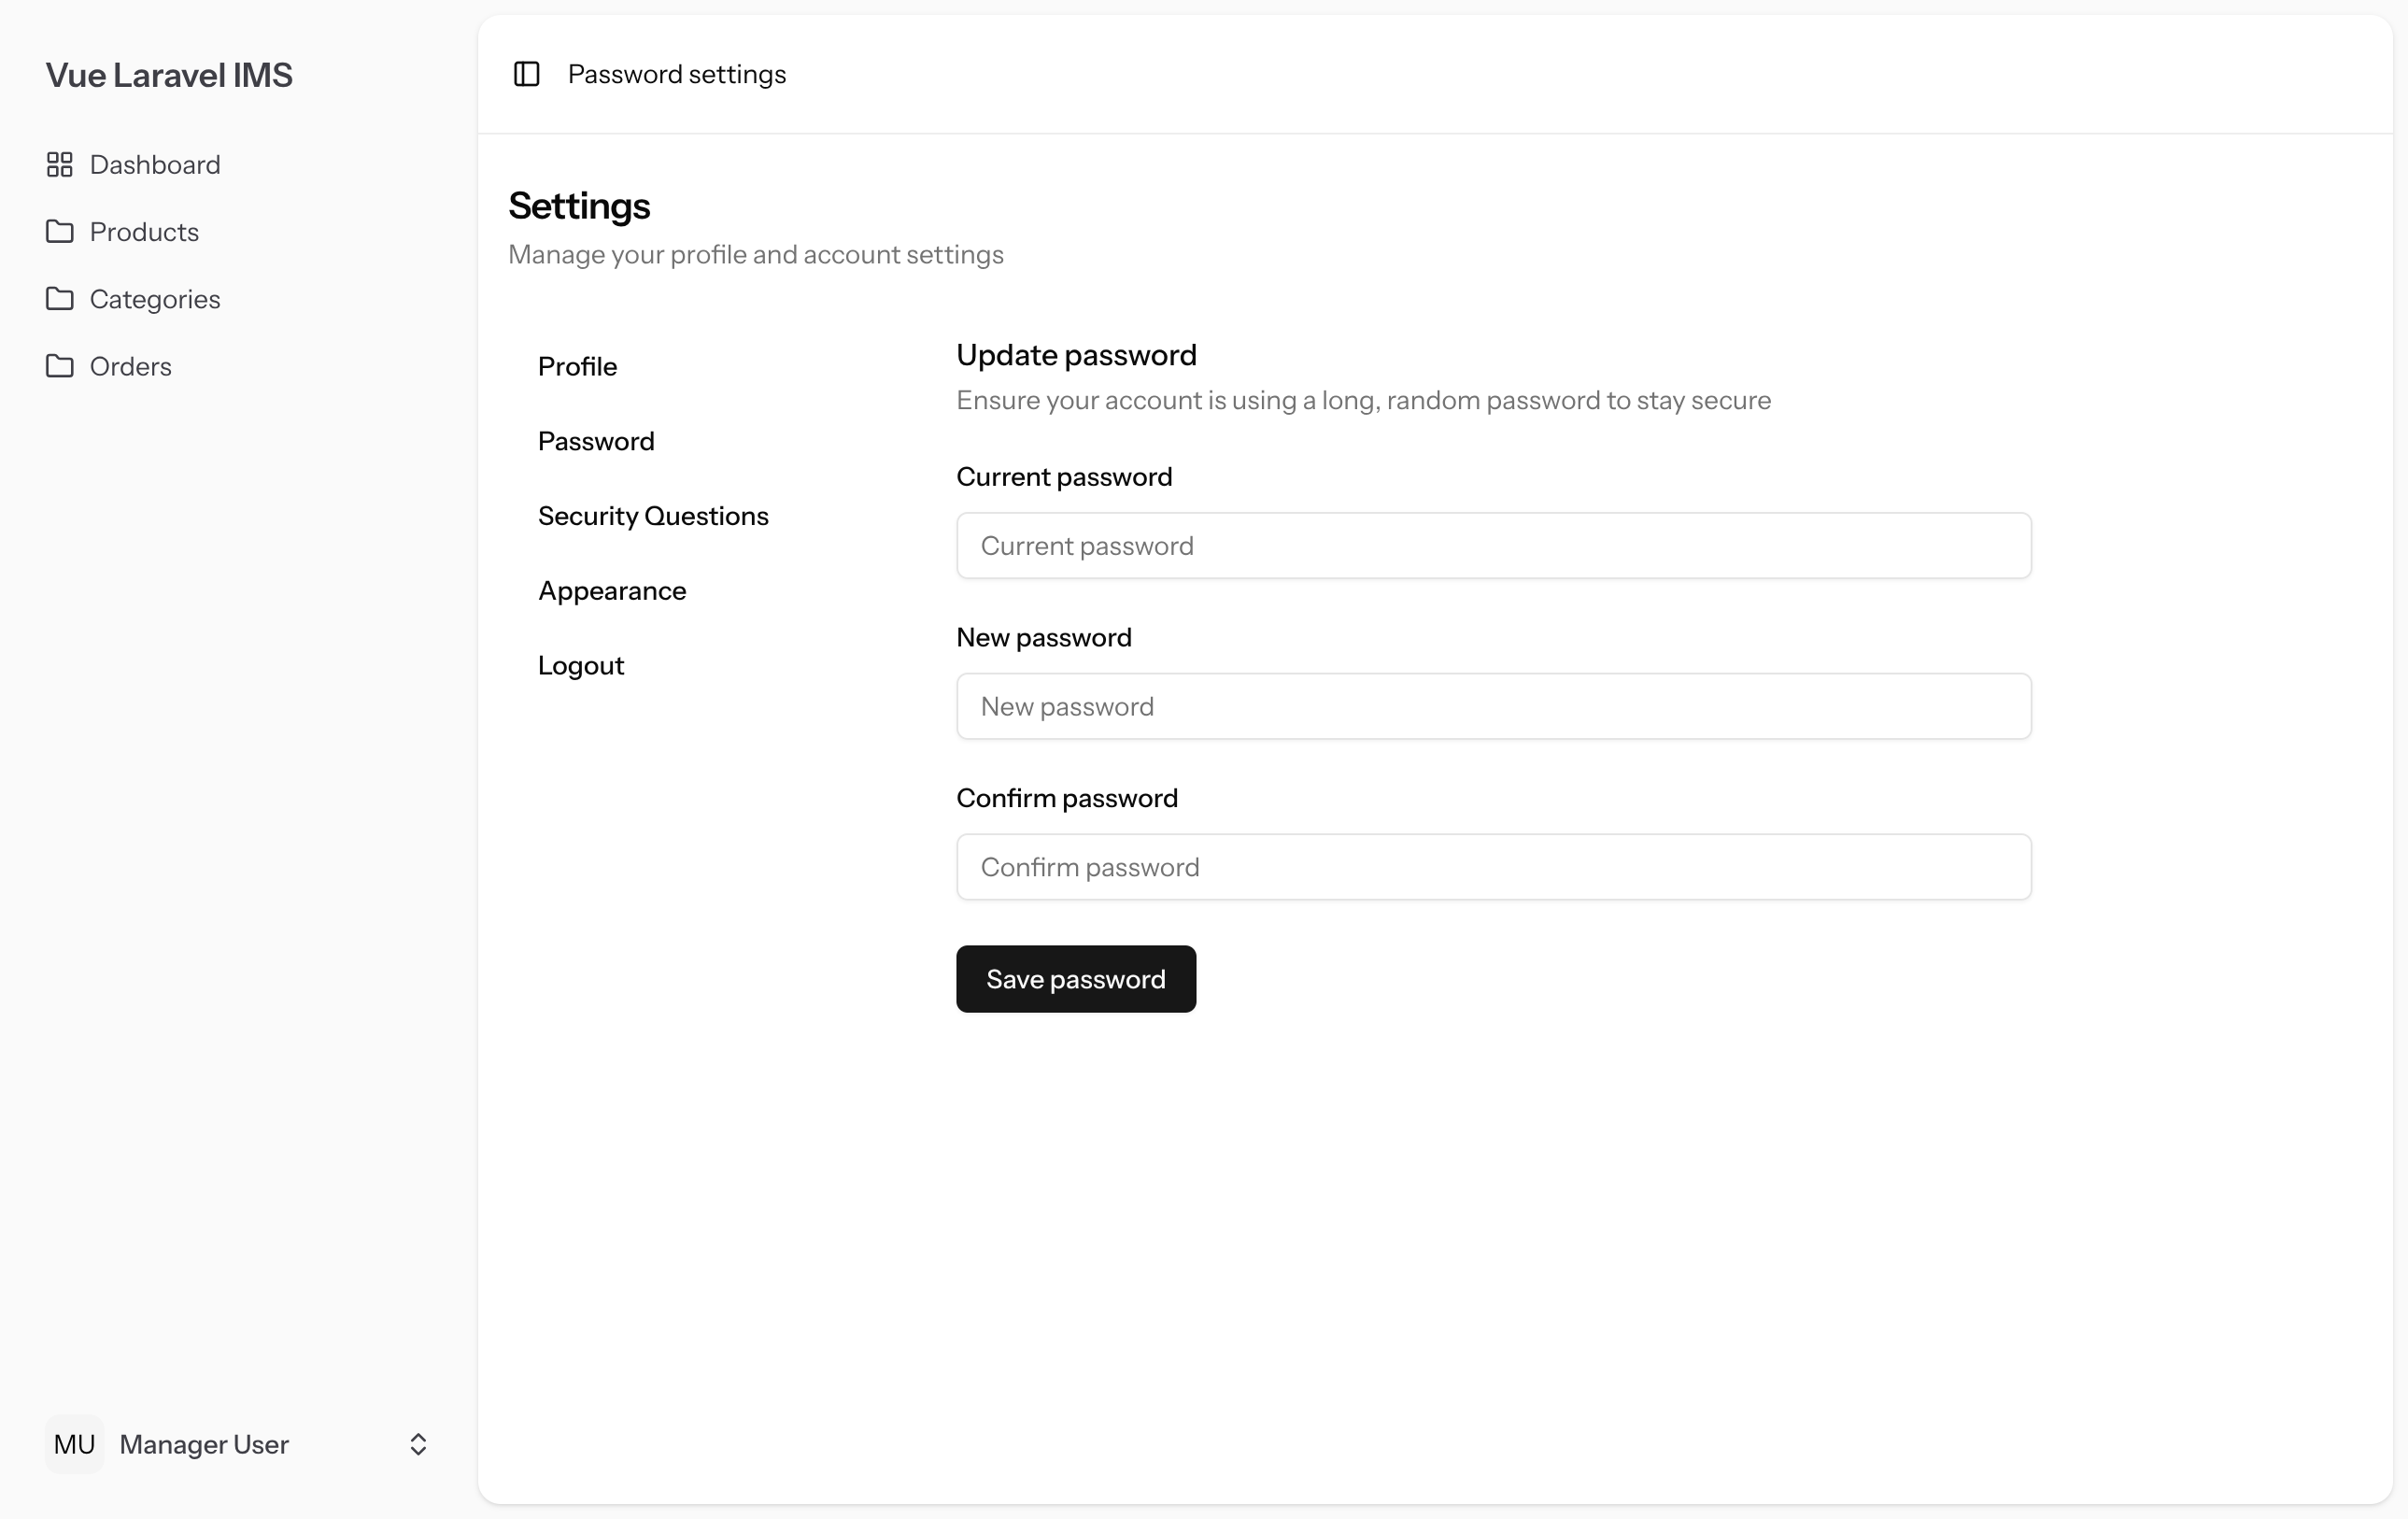 Vue Laravel IMS
Dashboard
Products
Categories
Orders
MU Manager User
Password settings
Settings
Manage your profile and account settings
Profile
Password
Security Questions
Appearance
Logout
Update password
Ensure your account is using a long, random password to stay secure
Current password
Current password
New password
New password
Confirm password
Confirm password
Save password